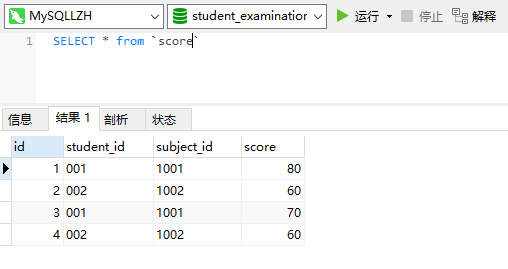 MySQLLZH student_examination 运行 停止 解释
1 SELECT * from `score`
信息 结果 1 剖析 状态
id student_id subject_id score
1 001 1001 80
2 002 1002 60
3 001 1001 70
4 002 1002 60